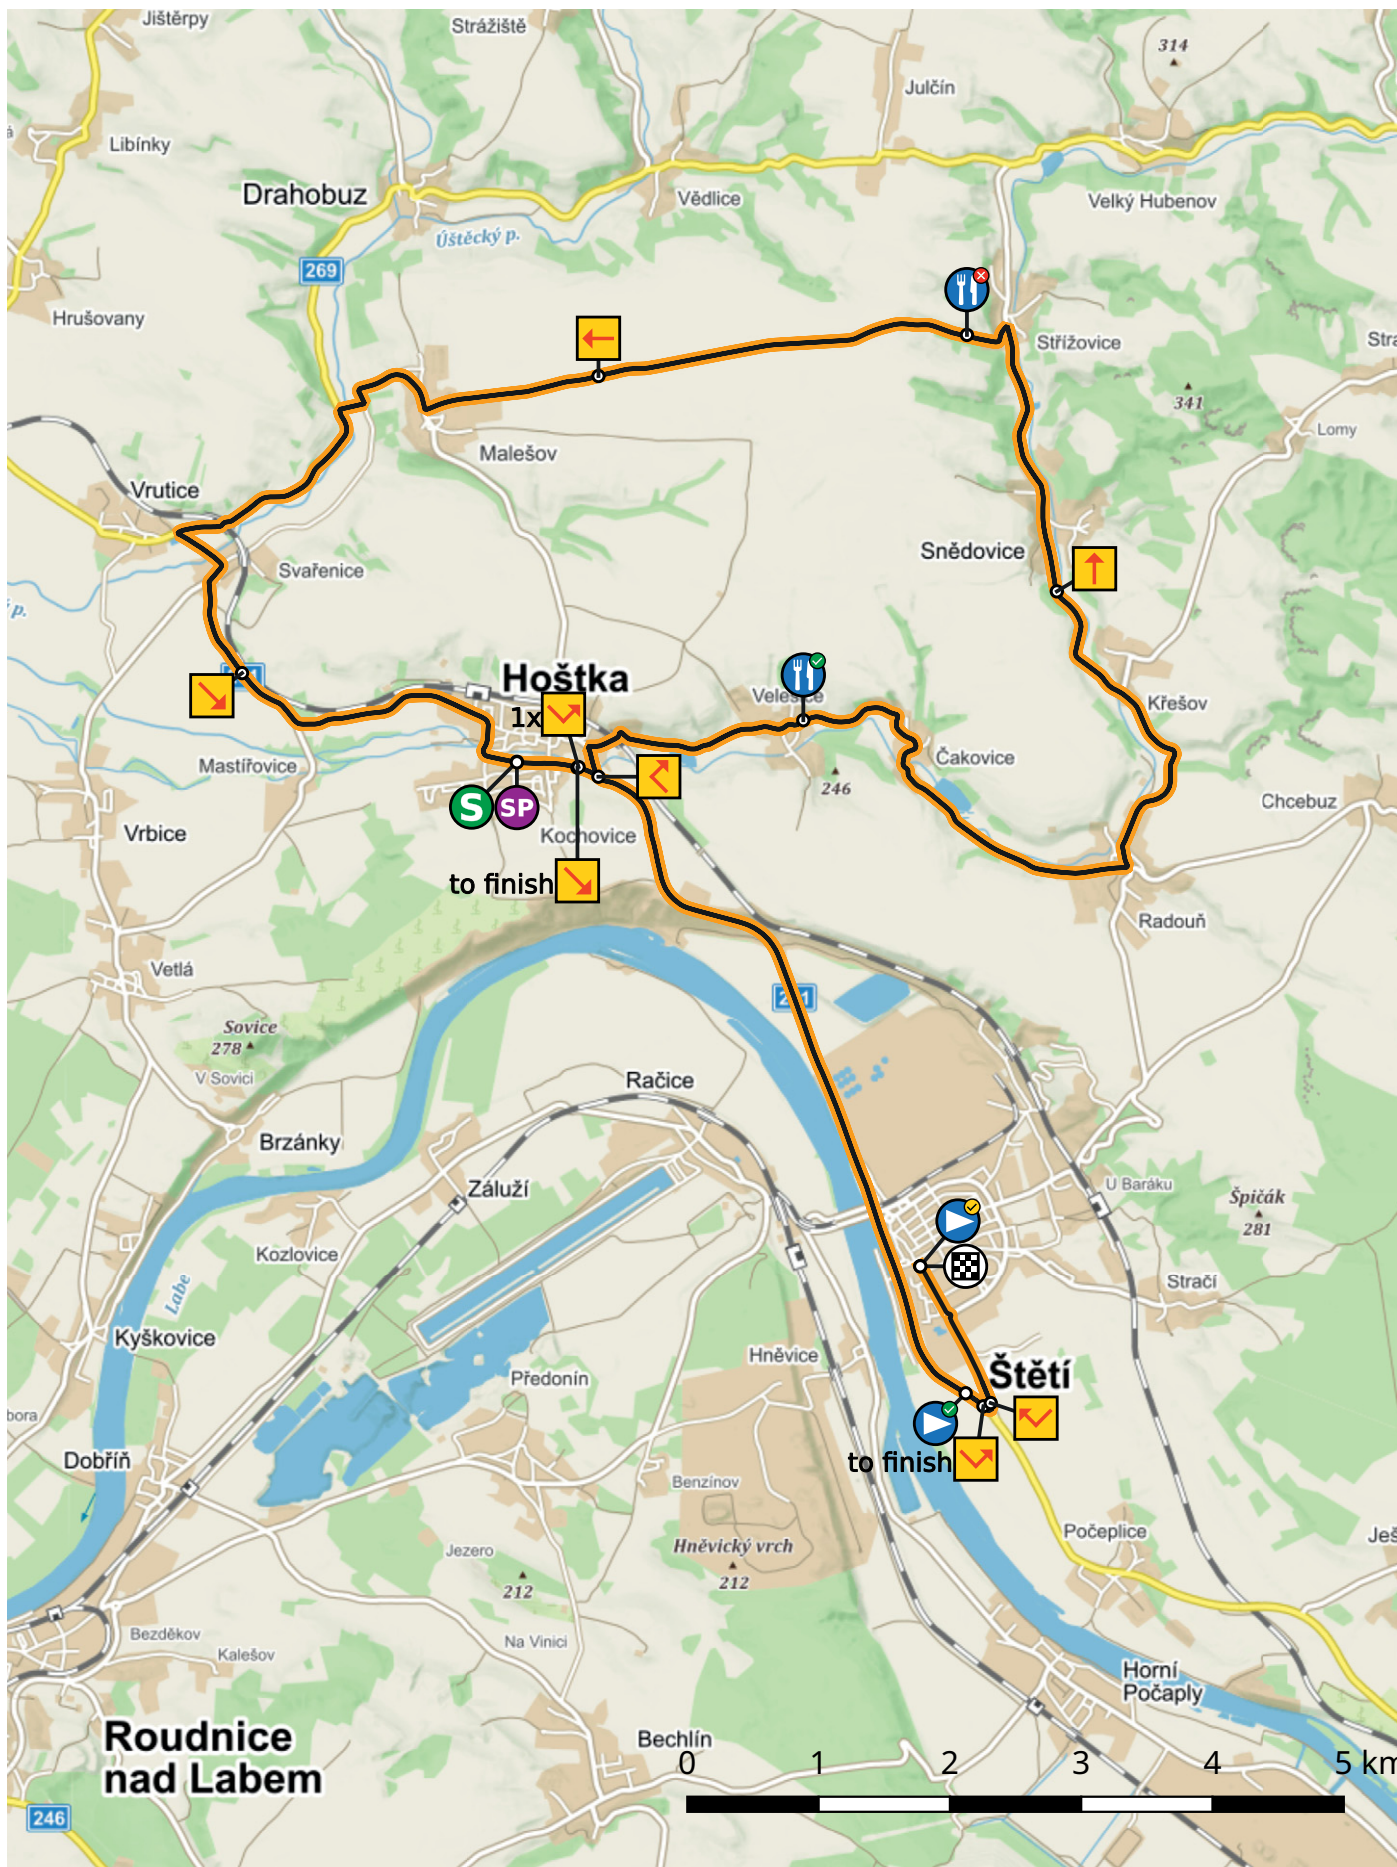 Jištěrpy
Strážiště
314
Julčín
Libínky
Drahobuz
Vědlice
Velký Hubenov
Úštěcký p.
269
Hrušovany
Střížovice
341
Lomy
Malešov
Vrutice
Snědovice
Svařenice
p.
Hoštka
1x
Velešice
Křešov
Mastířovice
Čakovice
246
Chcebuz
S
SP
Vrbice
Kochovice
to finish
Radouň
Vetlá
Sovice
278
V Sovici
Račice
Brzánky
Záluží
U Baráku
Špičák
281
Kozlovice
Labe
Stračí
Kyškovice
Hněvice
Štětí
Předonín
bora
Dobříň
to finish
Benzínov
Počeplice
Ješ
Jezero
Hněvický vrch
212
212
Bezděkov
Kalešov
Na Vinici
Horní
Počaply
Roudnice
nad Labem
Bechlín
0 1 2 3 4 5 km
246